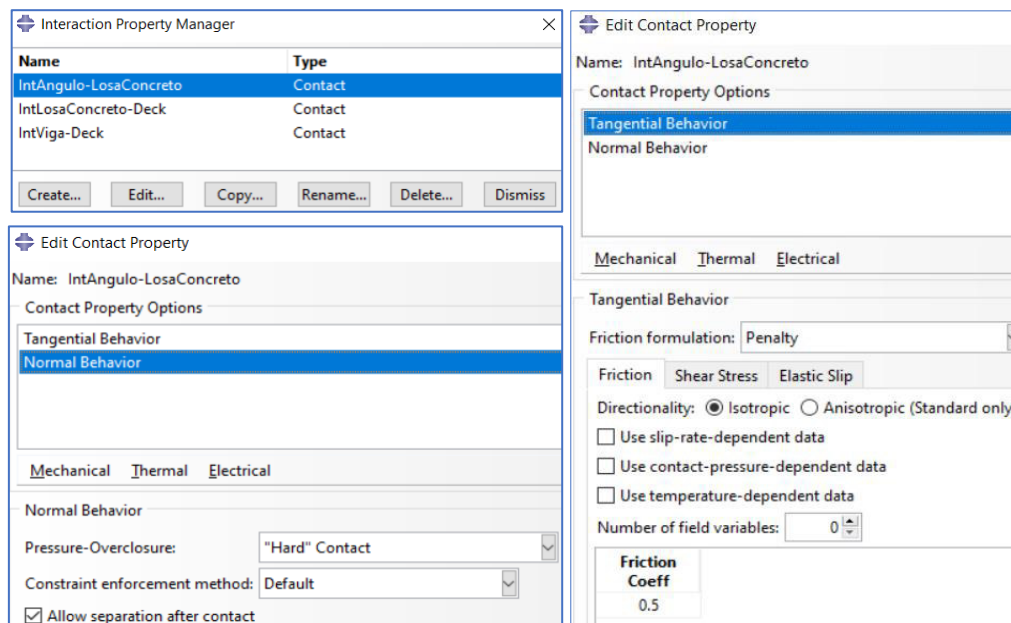 Interaction Property Manager
Name Type
IntAngulo-LosaConcreto Contact
IntLosaConcreto-Deck Contact
IntViga-Deck Contact
Create... Edit... Copy... Rename... Delete... Dismiss
Edit Contact Property
Name: IntAngulo-LosaConcreto
Contact Property Options
Tangential Behavior
Normal Behavior
Mechanical Thermal Electrical
Normal Behavior
Pressure-Overclosure: "Hard" Contact
Constraint enforcement method: Default
Allow separation after contact
Edit Contact Property
Name: IntAngulo-LosaConcreto
Contact Property Options
Tangential Behavior
Normal Behavior
Mechanical Thermal Electrical
Tangential Behavior
Friction formulation: Penalty
Friction Shear Stress Elastic Slip
Directionality: Isotropic Anisotropic (Standard only
Use slip-rate-dependent data
Use contact-pressure-dependent data
Use temperature-dependent data
Number of field variables: 0
Friction
Coeff
0.5